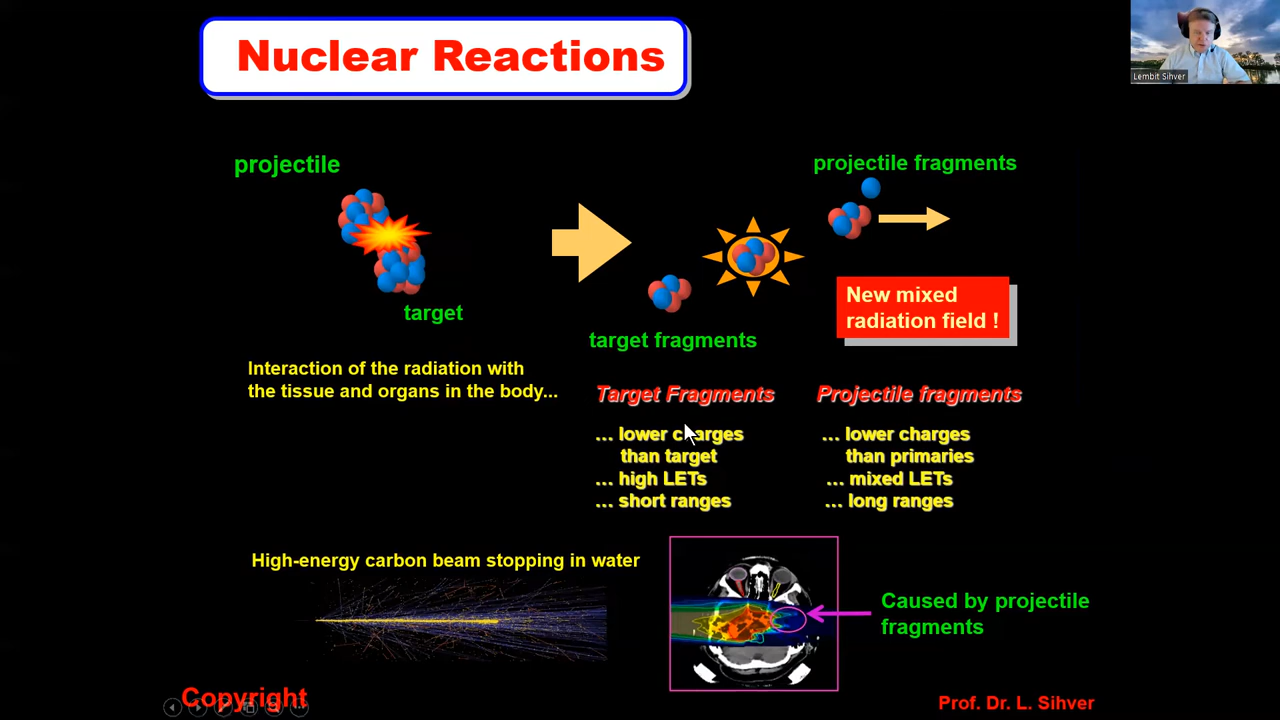 Nuclear Reactions
Lembit Sihver
projectile
projectile fragments
target
target fragments
New mixed
radiation field !
Interaction of the radiation with
the tissue and organs in the body...
Target Fragments
... lower charges
than target
... high LETs
... short ranges
Projectile fragments
... lower charges
than primaries
... mixed LETs
... long ranges
High-energy carbon beam stopping in water
Caused by projectile
fragments
Copyright
Prof. Dr. L. Sihver